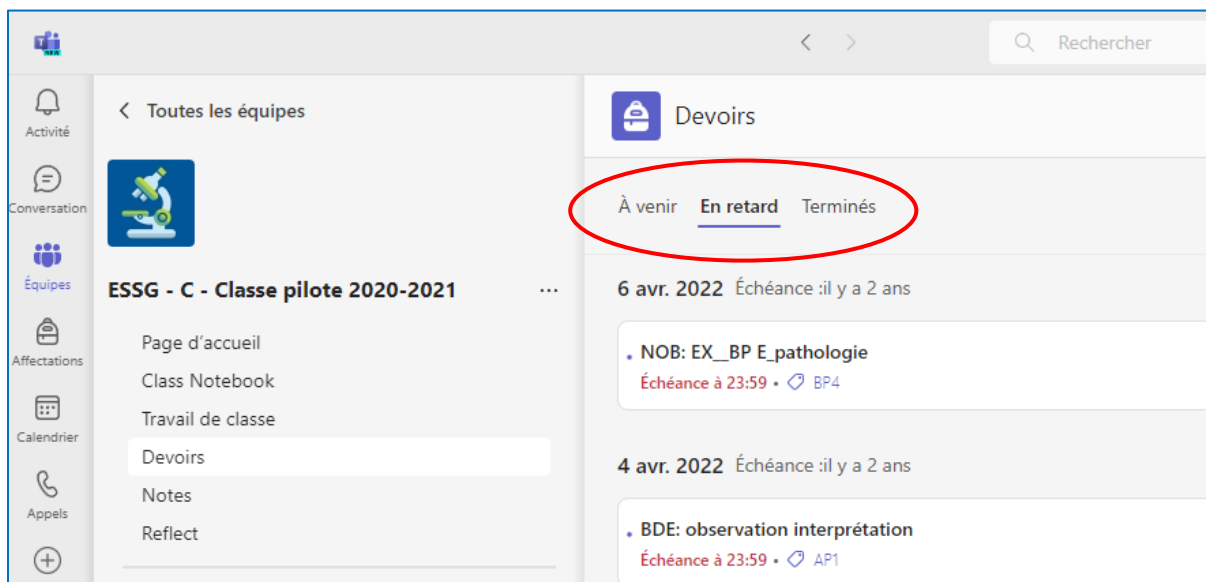 NEW
Rechercher
Activité
Conversation
Équipes
Affectations
Calendrier
Appels
Toutes les équipes
ESSG - C - Classe pilote 2020-2021 ...
Page d’accueil
Class Notebook
Travail de classe
Devoirs
Notes
Reflect
Devoirs
À venir En retard Terminés
6 avr. 2022 Échéance :il y a 2 ans
NOB: EX__BP E_pathologie
Échéance à 23:59 • BP4
4 avr. 2022 Échéance :il y a 2 ans
BDE: observation interprétation
Échéance à 23:59 • AP1